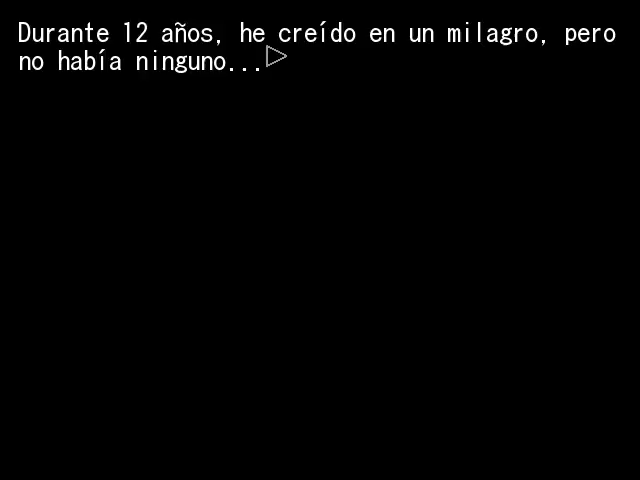 Durante 12 años, he creído en un milagro, pero
no había ninguno...